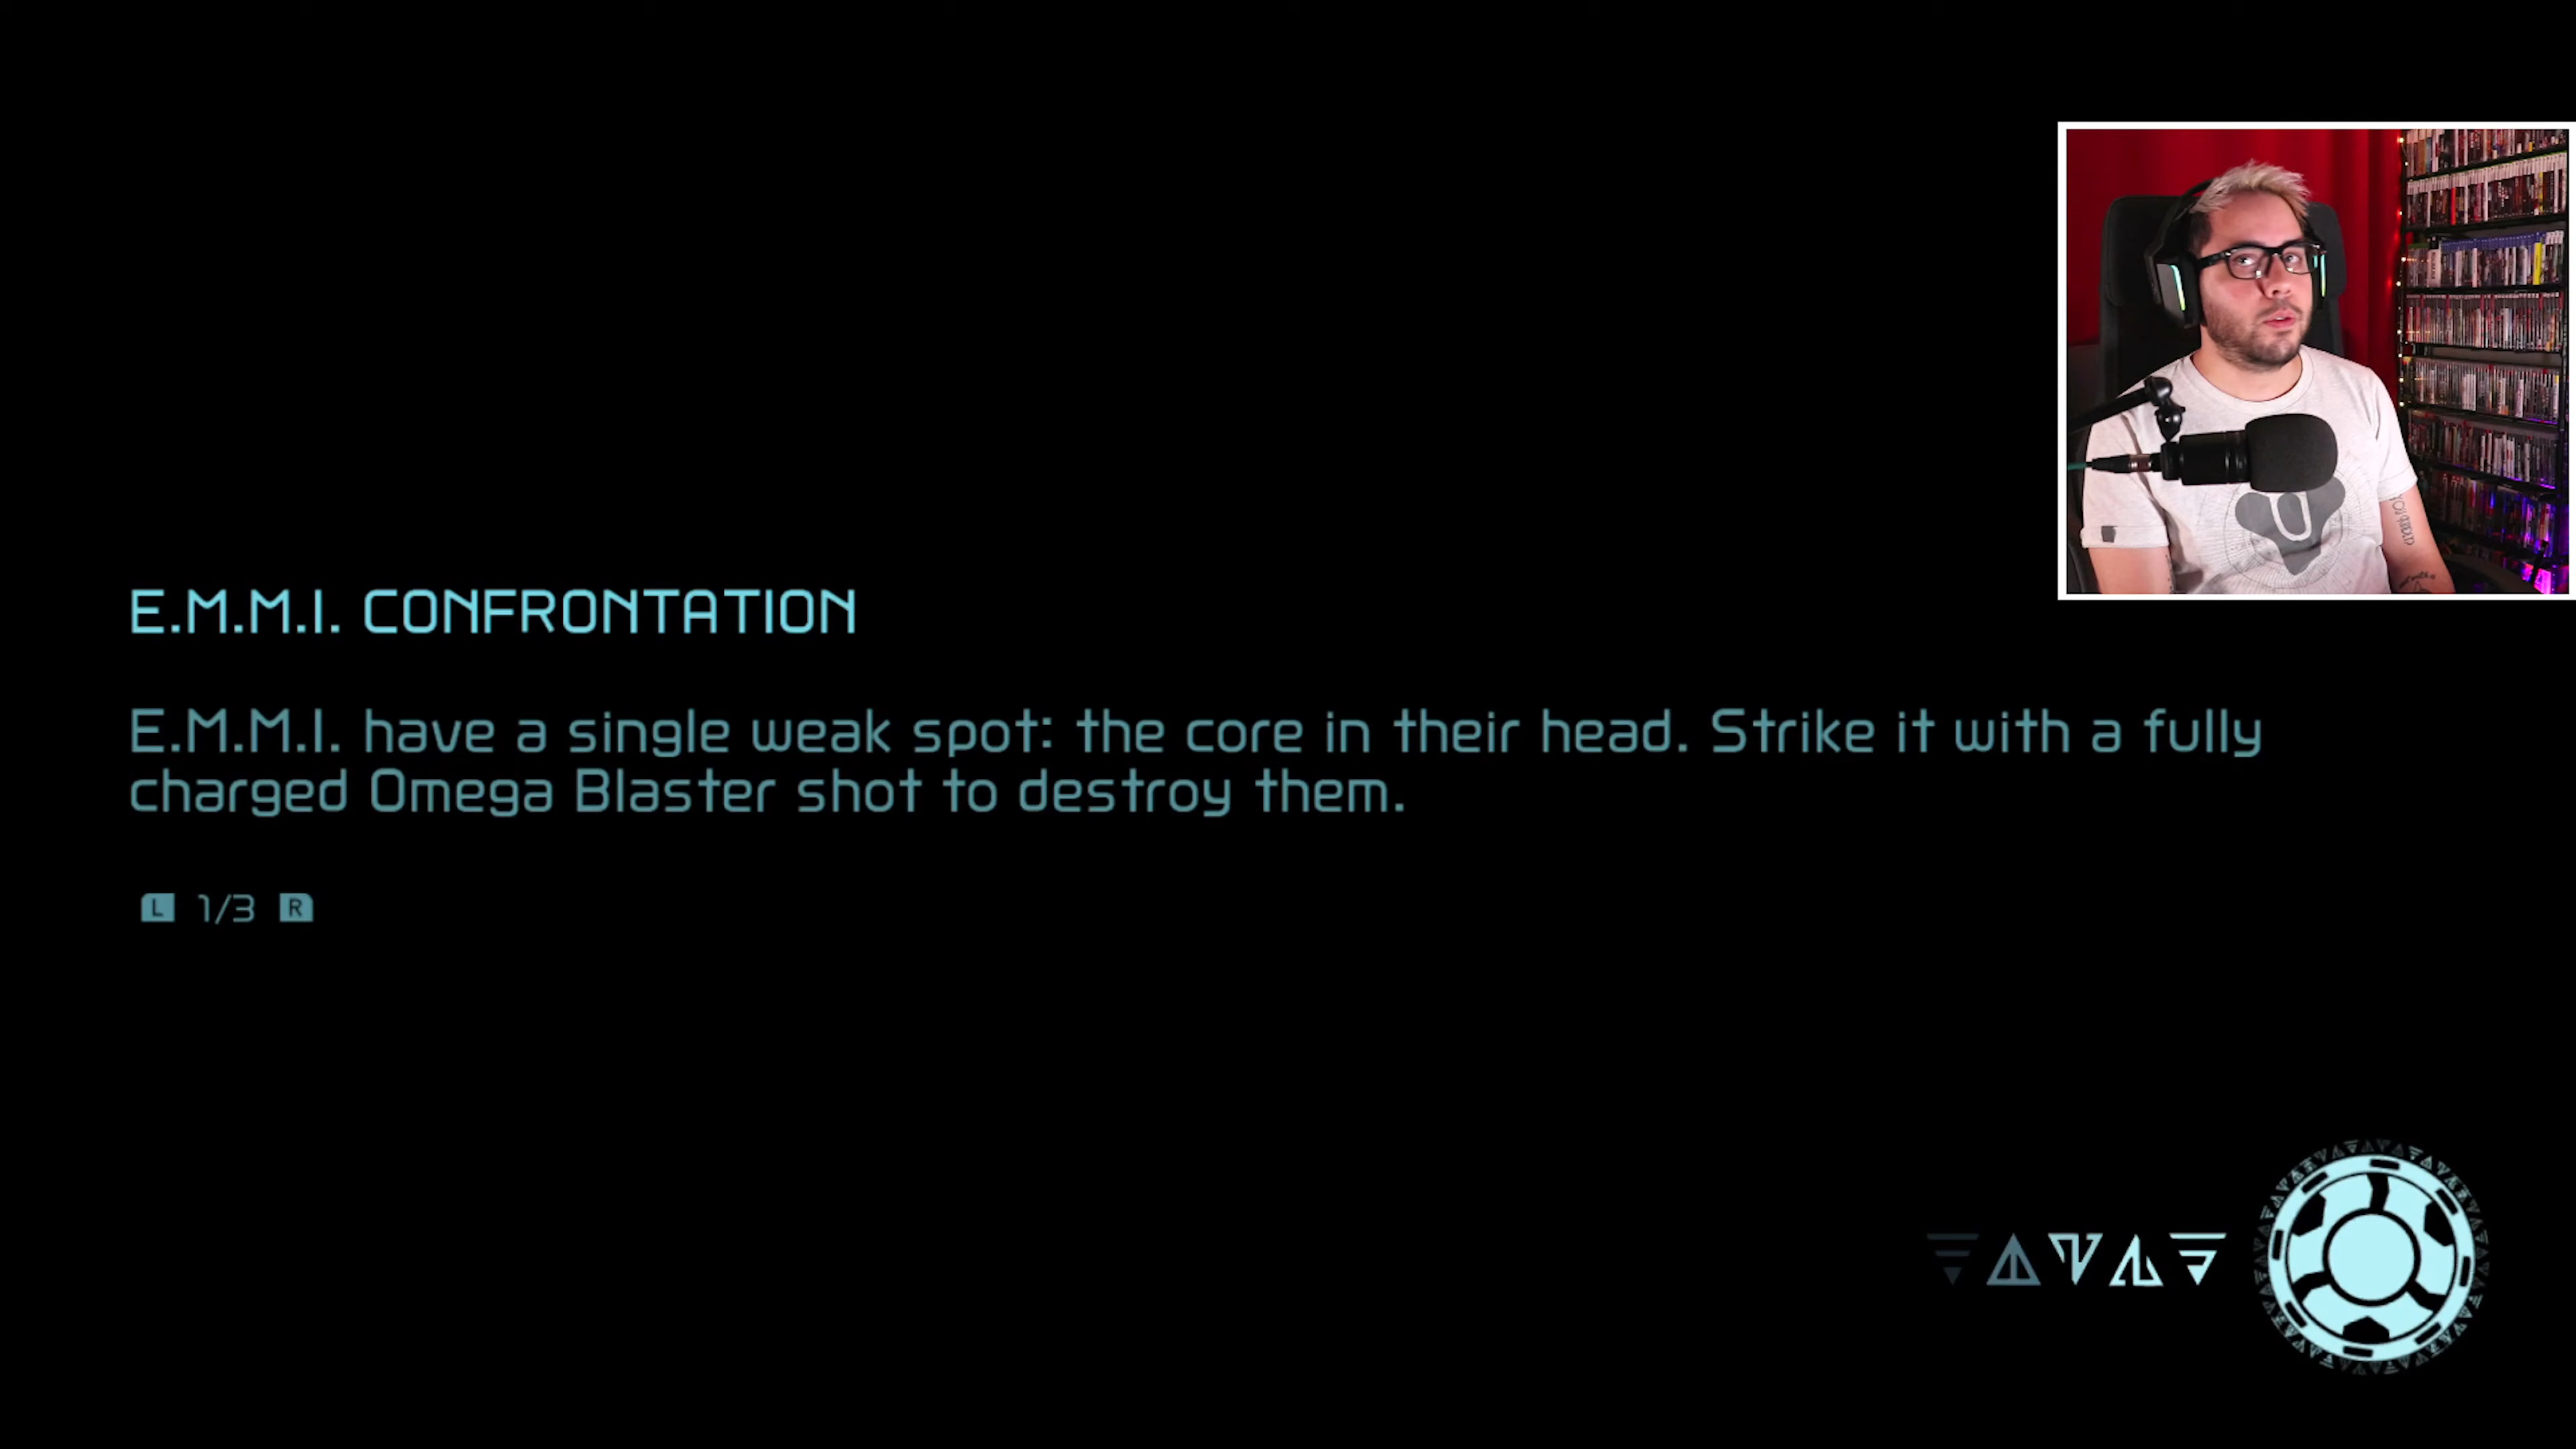 E.M.M.I. CONFRONTATION
E.M.M.I. have a single weak spot: the core in their head. Strike it with a fully
charged Omega Blaster shot to destroy them.
L 1/3 R